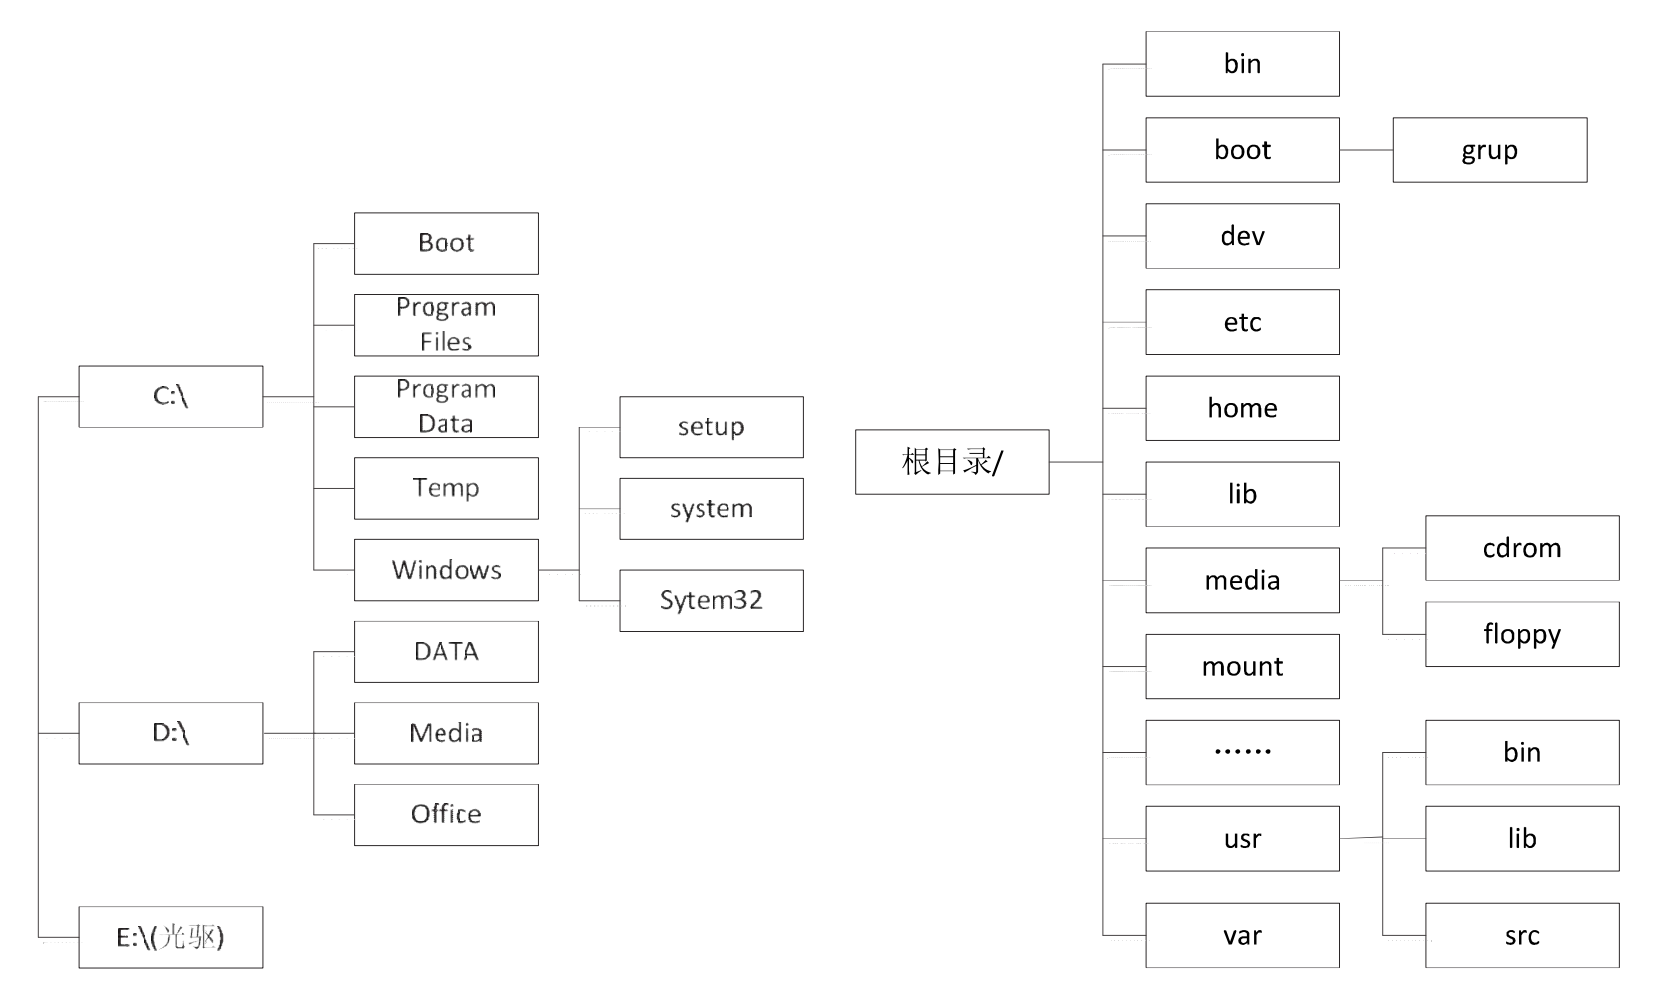 C:\
Boot
Program
Files
Program
Data
Temp
Windows
setup
system
Sytem32
D:\
DATA
Media
Office
E:\(光驱)
根目录/
bin
boot
grup
dev
etc
home
lib
media
cdrom
floppy
mount
······
usr
bin
lib
src
var